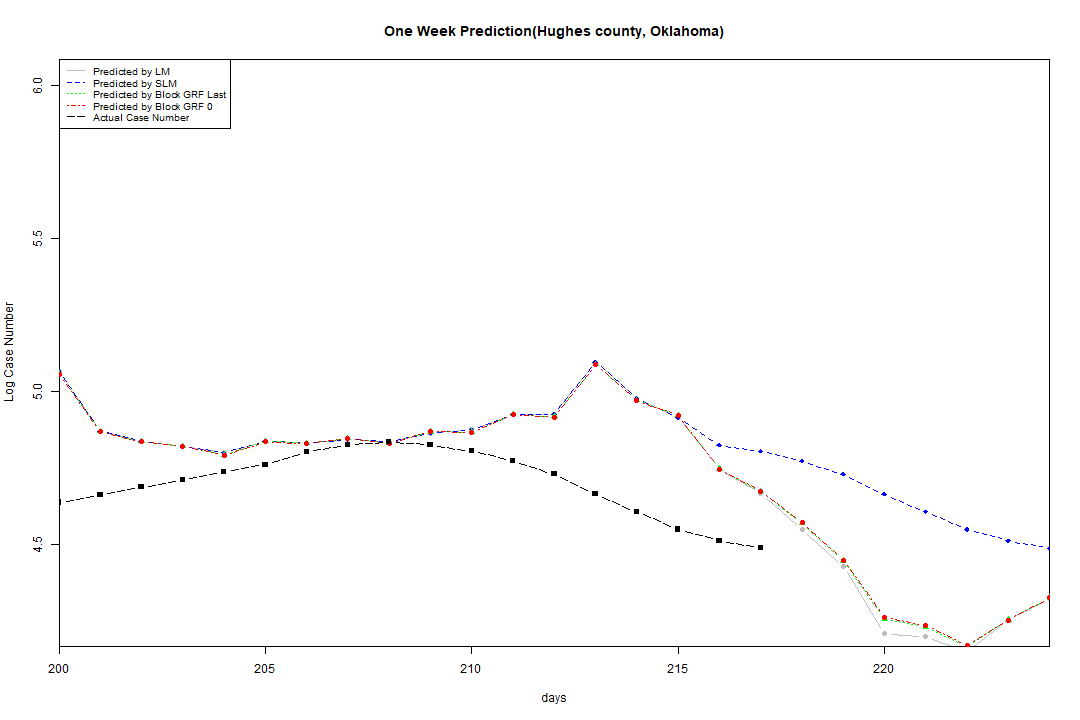 One Week Prediction(Hughes county, Oklahoma)
Predicted by LM
Predicted by SLM
Predicted by Block GRF Last
Predicted by Block GRF 0
Actual Case Number
6.0
5.5
5.0
4.5
Log Case Number
200
205
210
215
220
days